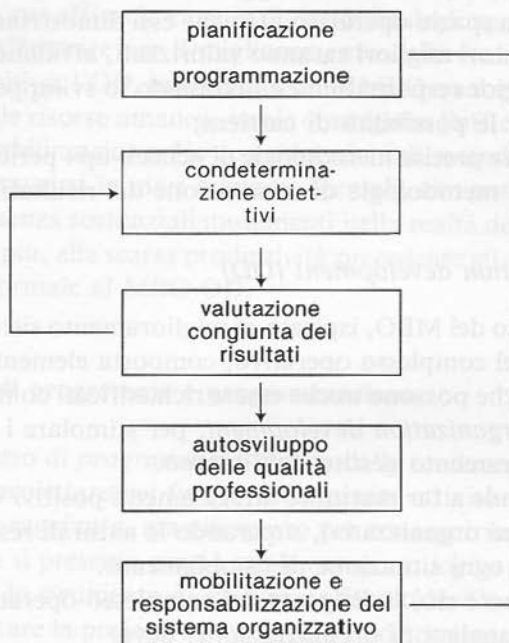 pianificazione
programmazione
condetermina-
zione obiet-
tivi
valutazione
congiunta dei
risultati
autosviluppo
delle qualità
professionali
mobilitazione e
responsabilizzazione del
sistema organizzativo